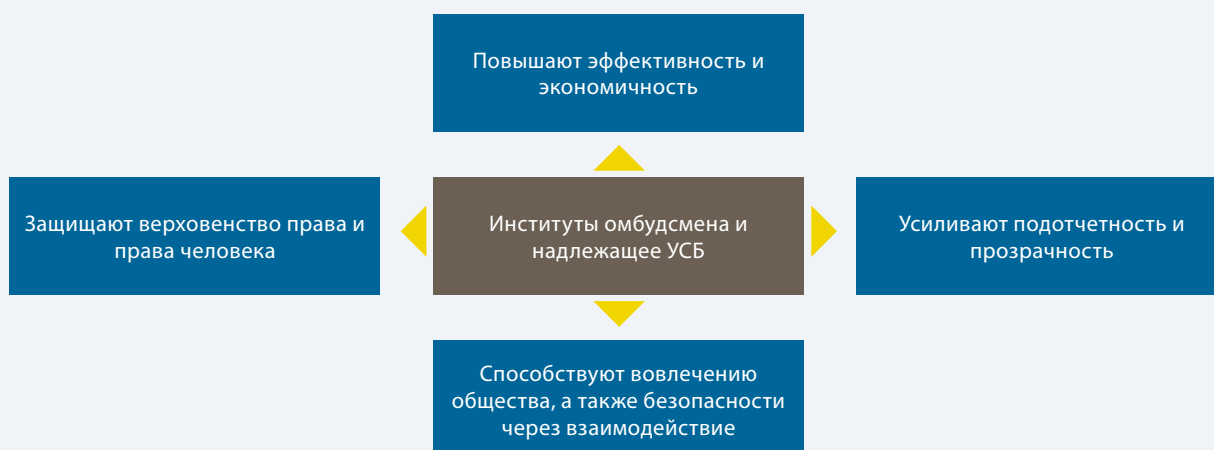 Повышают эффективность и
экономичность
Защищают верховенство права и
права человека
Институты омбудсмена и
надлежащее УСБ
Усиливают подотчетность и
прозрачность
Способствуют вовлечению
общества, а также безопасности
через взаимодействие